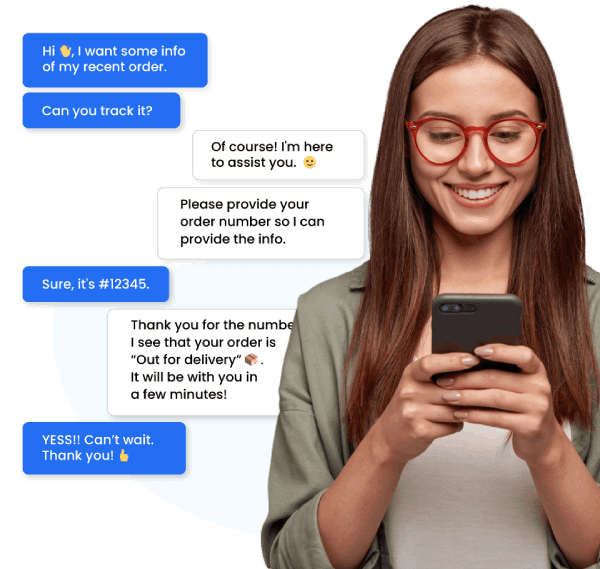 Hi 👋, I want some info
of my recent order.
Can you track it?
Of course! I'm here
to assist you. 🙂
Please provide your
order number so I can
provide the info.
Sure, it's #12345.
Thank you for the numbe
I see that your order is
“Out for delivery” 📦.
It will be with you in
a few minutes!
YESS!! Can’t wait.
Thank you! 👍